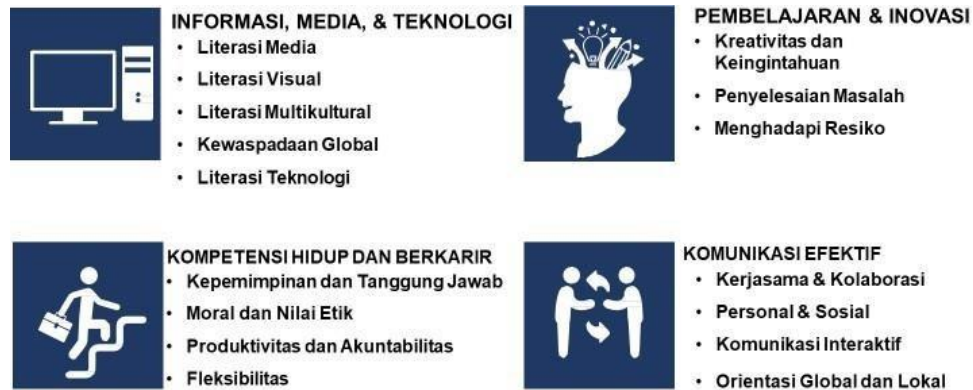 INFORMASI, MEDIA, & TEKNOLOGI
• Literasi Media
• Literasi Visual
• Literasi Multikultural
• Kewaspadaan Global
• Literasi Teknologi
PEMBELAJARAN & INOVASI
• Kreativitas dan
Keingintahuan
• Penyelesaian Masalah
• Menghadapi Resiko
KOMPETENSI HIDUP DAN BERKARIR
• Kepemimpinan dan Tanggung Jawab
• Moral dan Nilai Etik
• Produktivitas dan Akuntabilitas
• Fleksibilitas
KOMUNIKASI EFEKTIF
• Kerjasama & Kolaborasi
• Personal & Sosial
• Komunikasi Interaktif
• Orientasi Global dan Lokal